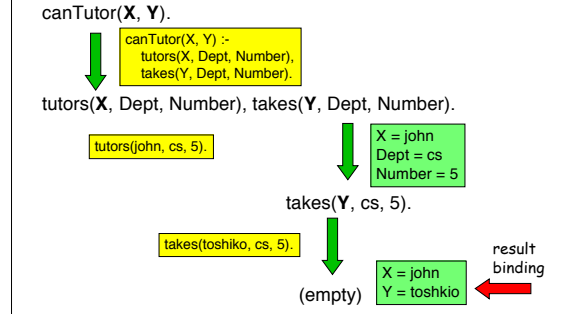 canTutor(X, Y).
canTutor(X, Y) :-
tutors(X, Dept, Number),
takes(Y, Dept, Number).
tutors(X, Dept, Number), takes(Y, Dept, Number).
tutors(john, cs, 5).
X = john
Dept = cs
Number = 5
takes(Y, cs, 5).
takes(toshiko, cs, 5).
(empty)
X = john
Y = toshkio
result
binding